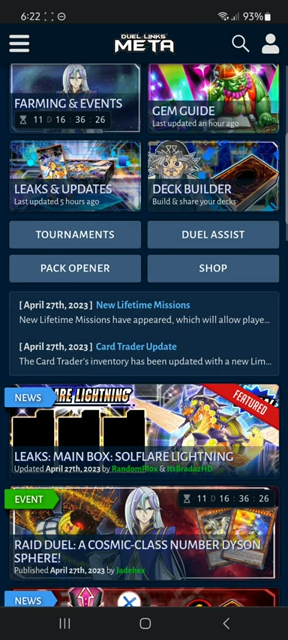 6:22
93%
DUEL LINKS
META
FARMING & EVENTS
11 D 16 : 36 : 26
GEM GUIDE
Last updated an hour ago
LEAKS & UPDATES
Last updated 5 hours ago
DECK BUILDER
Build & share your decks
TOURNAMENTS
DUEL ASSIST
PACK OPENER
SHOP
[ April 27th, 2023 ] New Lifetime Missions
New Lifetime Missions have appeared, which will allow playe...
[ April 27th, 2023 ] Card Trader Update
The Card Trader's inventory has been updated with a new Lim...
NEWS
ARE LIGHTNING
FEATURED
LEAKS: MAIN BOX: SOLFLARE LIGHTNING
Updated April 27th, 2023 by RandomPlox & ItsBradazHD
EVENT
11 D 16 : 36 : 26
RAID DUEL: A COSMIC-CLASS NUMBER DYSON
SPHERE!
Published April 27th, 2023 by Jadehex
NEWS